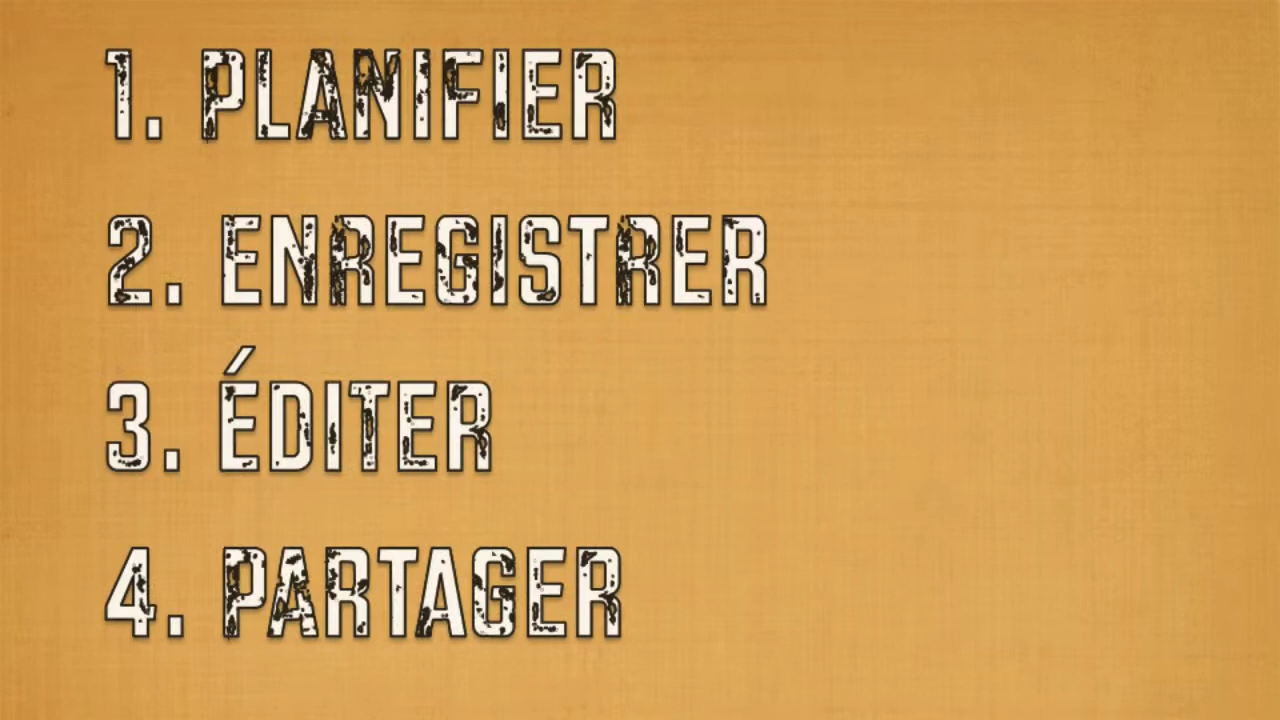 1. PLANIFIER
2. ENREGISTRER
3. ÉDITER
4. PARTAGER